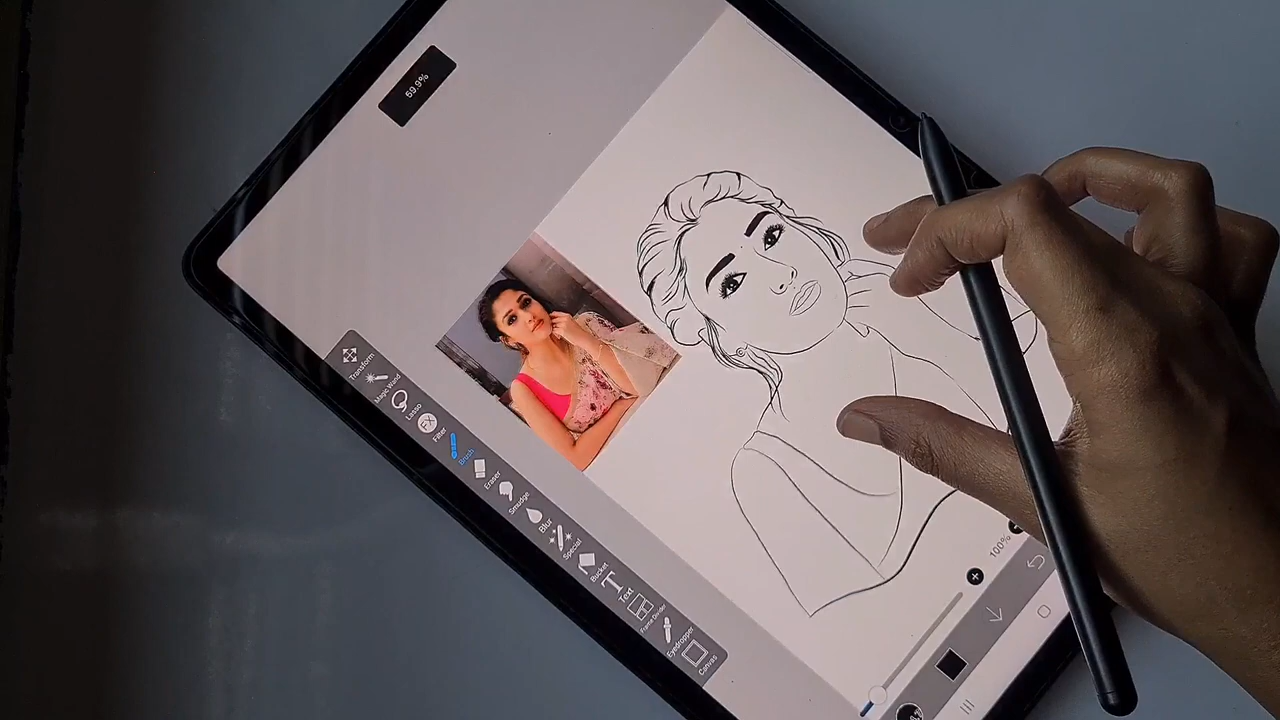 59.9%
Transform
Magic Wand
Lasso
FX
Filter
Brush
Eraser
Smudge
Blur
Special
Bucket
T
Text
Frame Divider
Eyedropper
Canvas
100%